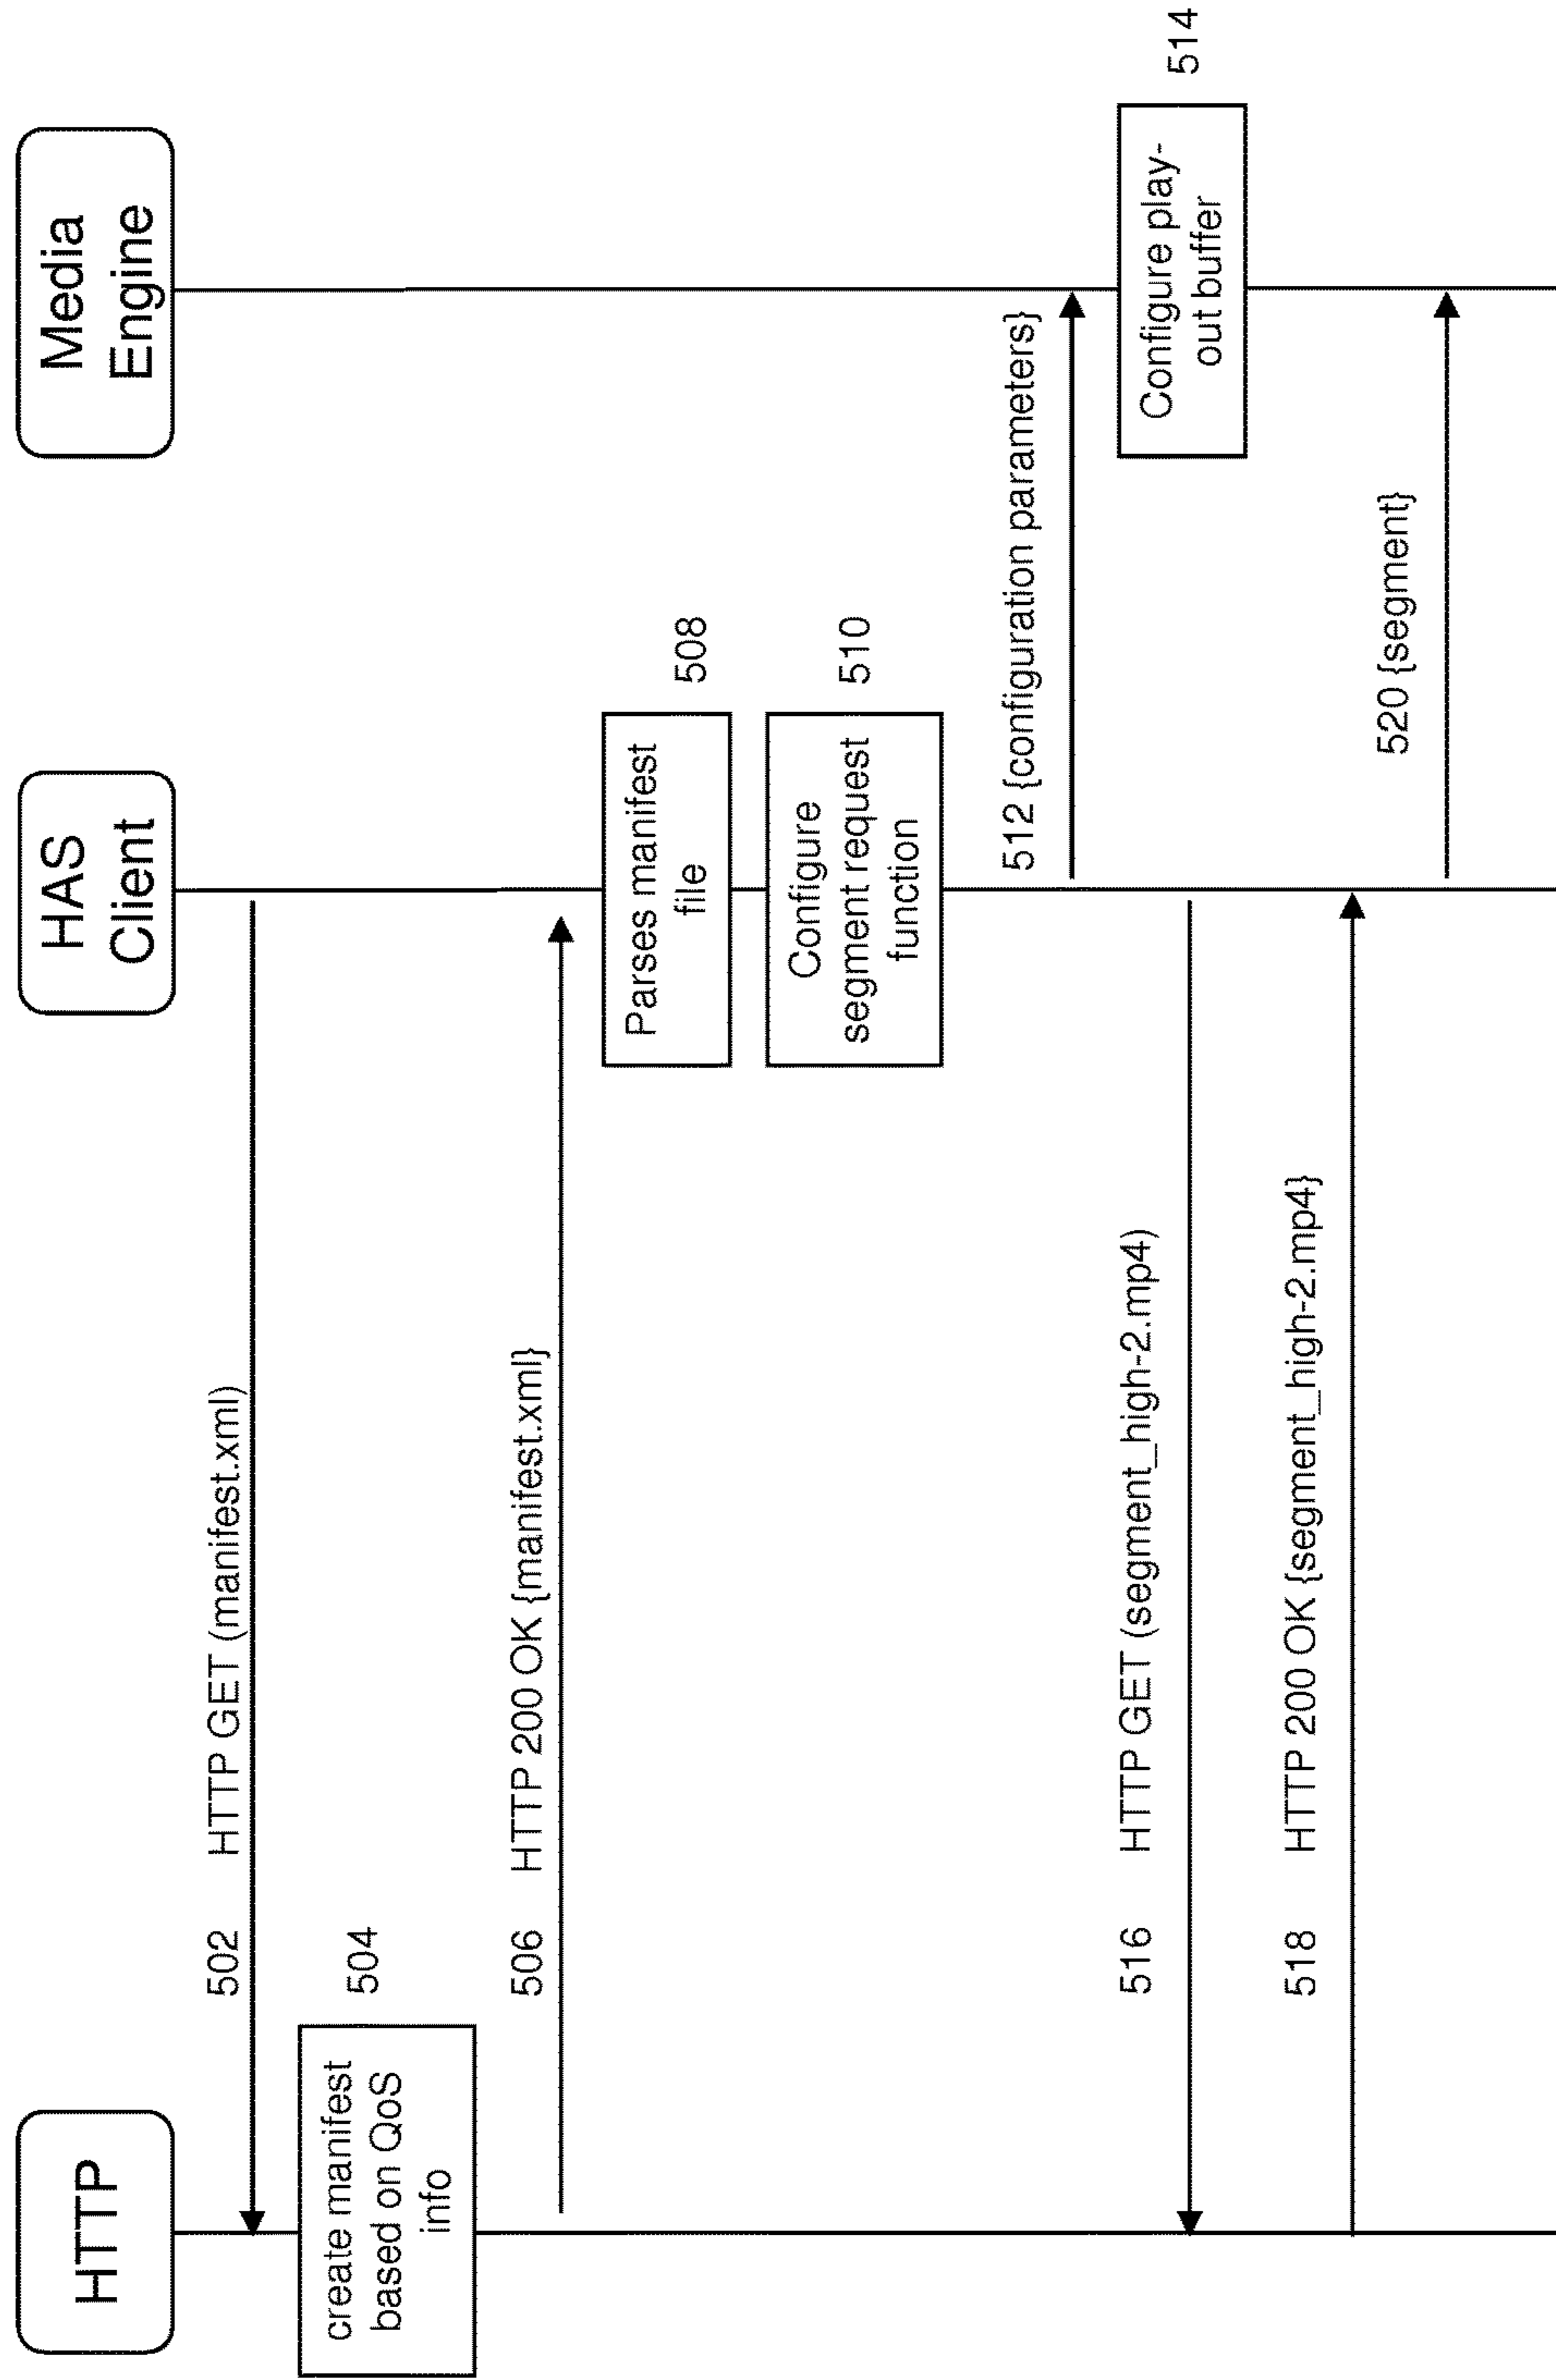 HTTP
HAS
Client
Media
Engine
502 HTTP GET (manifest.xml)
create manifest
based on QoS
info
504
506 HTTP 200 OK {manifest.xml}
Parses manifest
file
508
Configure
segment request
function
510
512 {configuration parameters}
Configure play-
out buffer
514
516 HTTP GET (segment_high-2.mp4)
518 HTTP 200 OK {segment_high-2.mp4}
520 {segment}